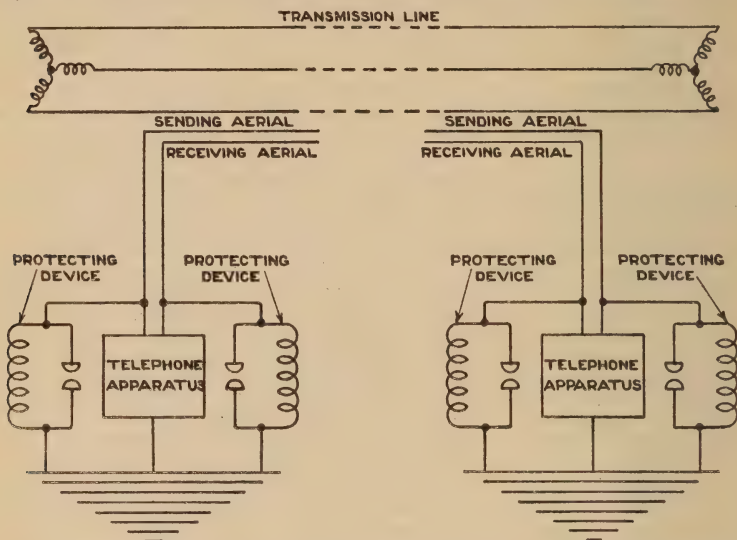 TRANSMISSION LINE
SENDING AERIAL
SENDING AERIAL
RECEIVING AERIAL
RECEIVING AERIAL
PROTECTING
DEVICE
PROTECTING
DEVICE
PROTECTING
DEVICE
PROTECTING
DEVICE
TELEPHONE
APPARATUS
TELEPHONE
APPARATUS